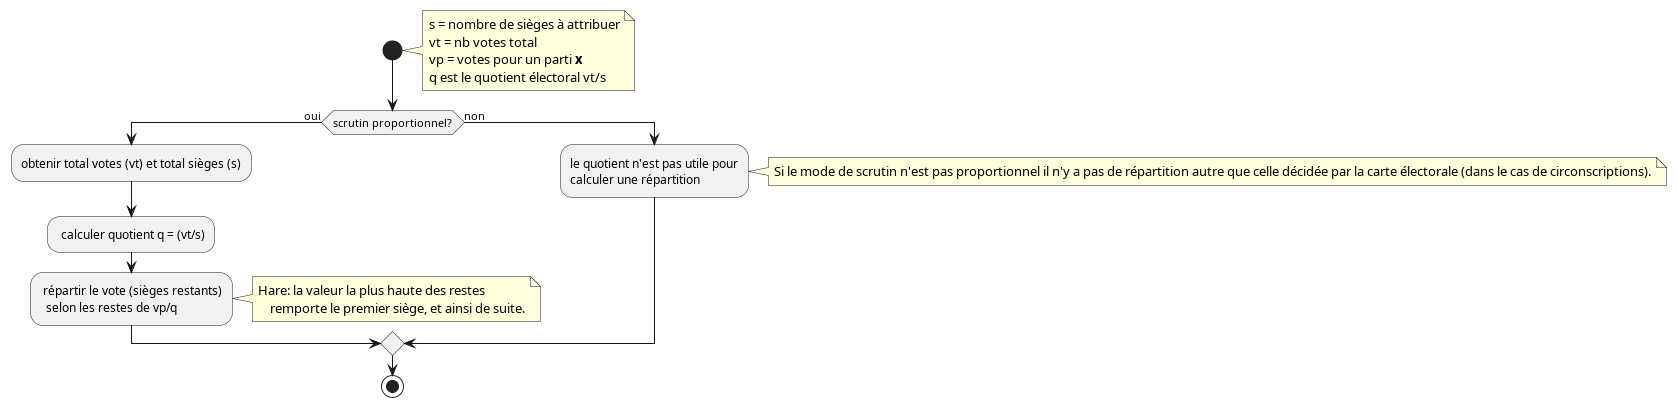 s = nombre de sièges à attribuer
vt = nb votes total
vp = votes pour un parti x
q est le quotient électoral vt/s
oui
scrutin proportionnel?
non
obtenir total votes (vt) et total sièges (s)
le quotient n'est pas utile pour
calculer une répartition
Si le mode de scrutin n'est pas proportionnel il n'y a pas de répartition autre que celle décidée par la carte électorale (dans le cas de circonscriptions).
calculer quotient q = (vt/s)
répartir le vote (sièges restants)
selon les restes de vp/q
Hare: la valeur la plus haute des restes
remporte le premier siège, et ainsi de suite.